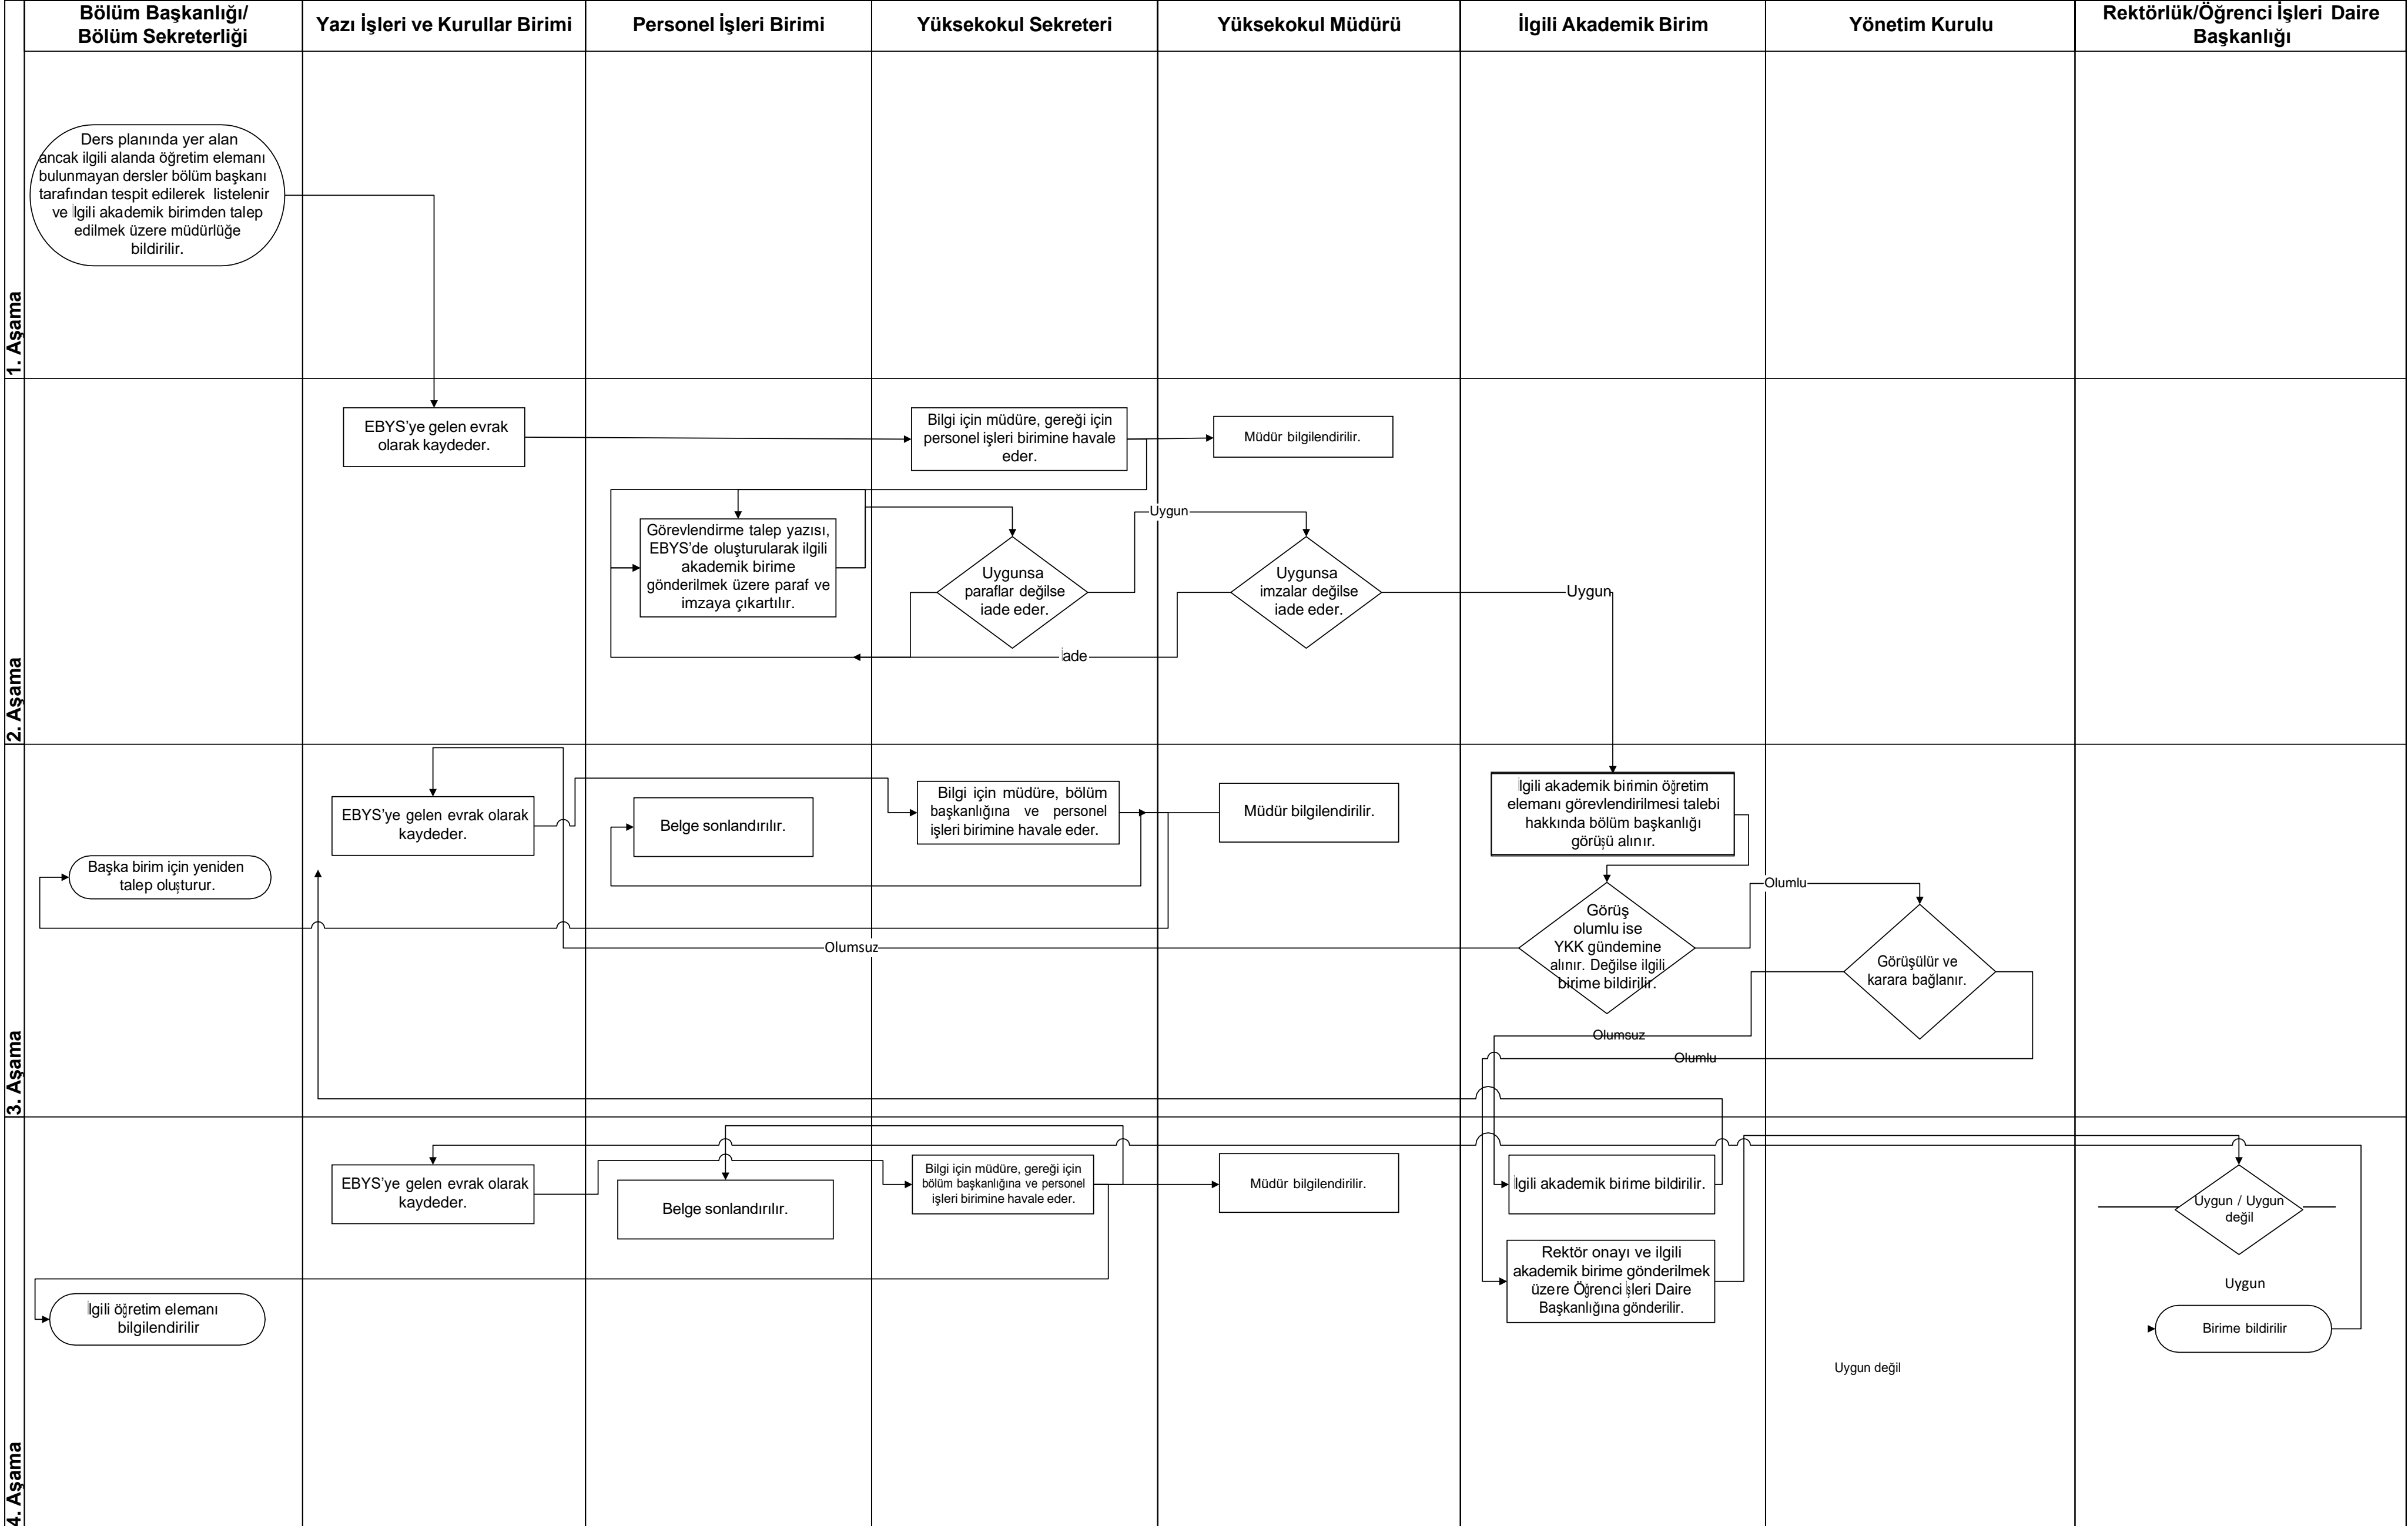 Bölüm Başkanlığı/
Bölüm Sekreterliği
Yazı İşleri ve Kurullar Birimi
Personel İşleri Birimi
Yüksekokul Sekreteri
Yüksekokul Müdürü
İlgili Akademik Birim
Yönetim Kurulu
Rektörlük/Öğrenci İşleri Daire
Başkanlığı
1. Aşama
Ders planında yer alan
ancak ilgili alanda öğretim elemanı
bulunmayan dersler bölüm başkanı
tarafından tespit edilerek listelenir
ve İlgili akademik birimden talep
edilmek üzere müdürlüğe
bildirilir.
2. Aşama
EBYS’ye gelen evrak
olarak kaydeder.
Bilgi için müdüre, gereği için
personel işleri birimine havale
eder.
Müdür bilgilendirilir.
Görevlendirme talep yazısı,
EBYS’de oluşturularak ilgili
akademik birime
gönderilmek üzere paraf ve
imzaya çıkartılır.
Uygunsa
paraflar değilse
iade eder.
Uygun
Uygunsa
imzalar değilse
iade eder.
Uygun
İade
3. Aşama
EBYS’ye gelen evrak olarak
kaydeder.
Belge sonlandırılır.
Bilgi için müdüre, bölüm
başkanlığına ve personel
işleri birimine havale eder.
Müdür bilgilendirilir.
İlgili akademik birimin öğretim
elemanı görevlendirilmesi talebi
hakkında bölüm başkanlığı
görüşü alınır.
Başka birim için yeniden
talep oluşturur.
Olumsuz
Görüş
olumlu ise
YKK gündemine
alınır. Değilse ilgili
birime bildirilir.
Olumlu
Görüşülür ve
karara bağlanır.
Olumsuz
Olumlu
4. Aşama
EBYS’ye gelen evrak olarak
kaydeder.
Belge sonlandırılır.
Bilgi için müdüre, gereği için
bölüm başkanlığına ve personel
işleri birimine havale eder.
Müdür bilgilendirilir.
İlgili akademik birime bildirilir.
Uygun / Uygun
değil
Rektör onayı ve ilgili
akademik birime gönderilmek
üzere Öğrenci İşleri Daire
Başkanlığına gönderilir.
Uygun
İlgili öğretim elemanı
bilgilendirilir
Birime bildirilir
Uygun değil